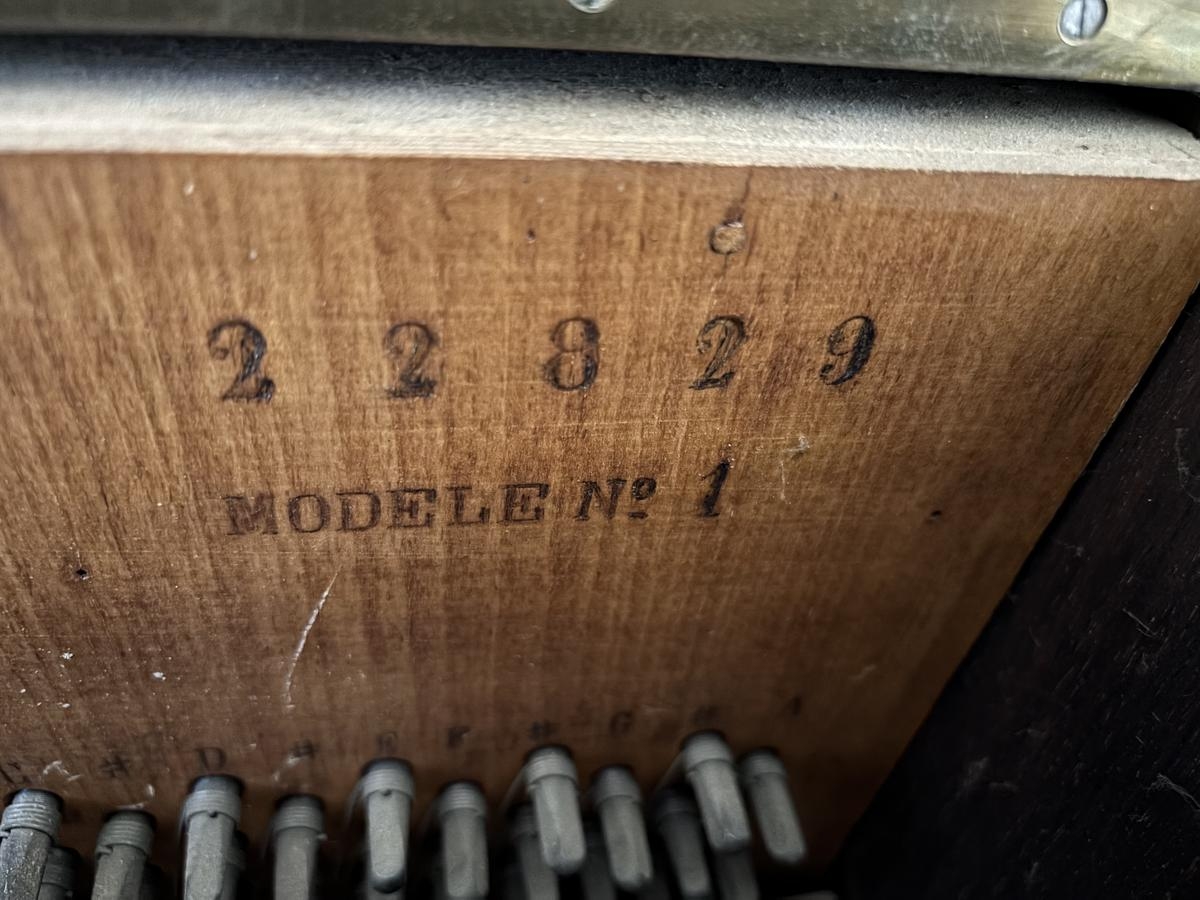 2 2 8 2 9
MODELE Nº 1
C # D # E F # G # A